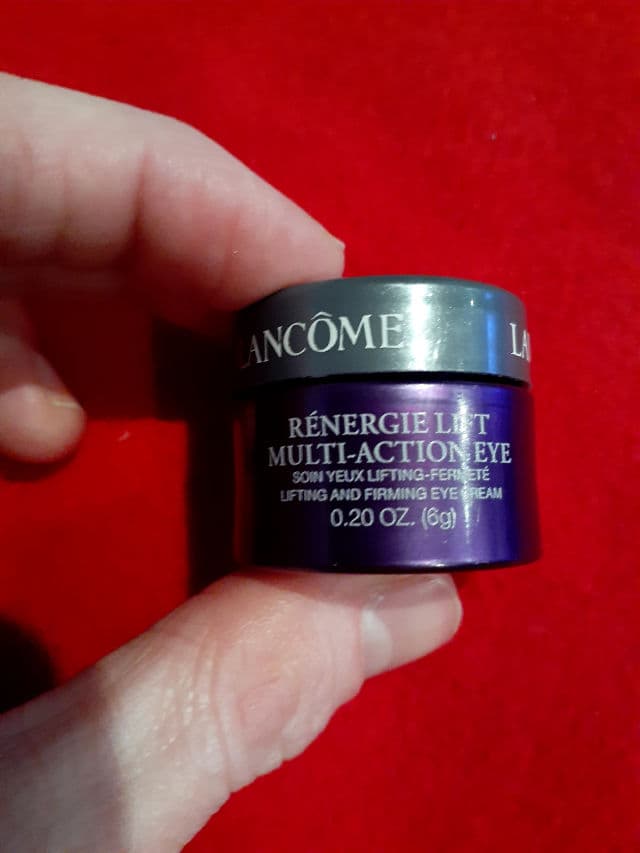 LANCÔME LAN
RÉNERGIE LIFT
MULTI-ACTION EYE
SOIN YEUX LIFTING-FERMETÉ
LIFTING AND FIRMING EYE CREAM
0.20 OZ. (6g)